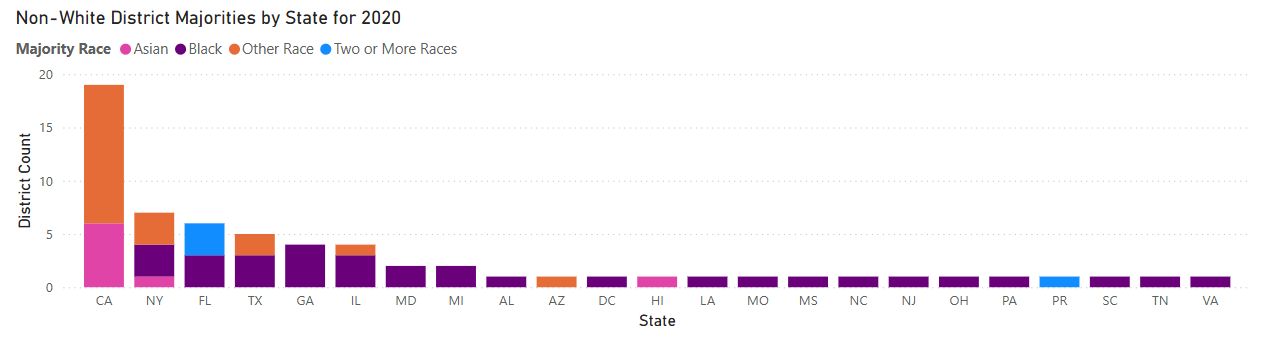 Non-White District Majorities by State for 2020
Majority Race Asian Black Other Race Two or More Races
District Count
20
15
10
5
0
CA NY FL TX GA IL MD MI AL AZ DC HI LA MO MS NC NJ OH PA PR SC TN VA
State